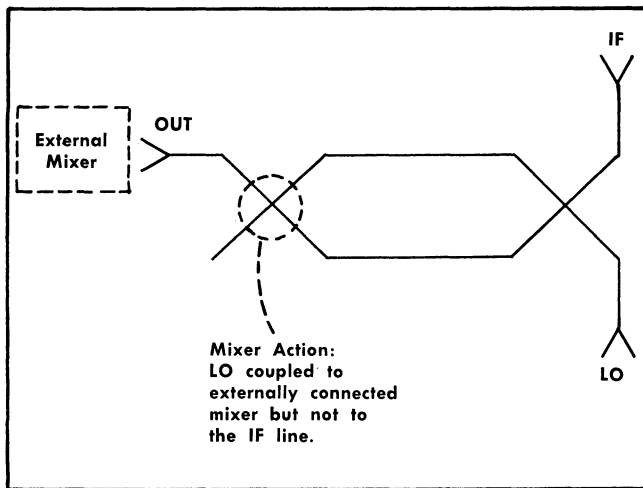 IF
OUT
External
Mixer
Mixer Action:
LO coupled to
externally connected
mixer but not to
the IF line.
LO